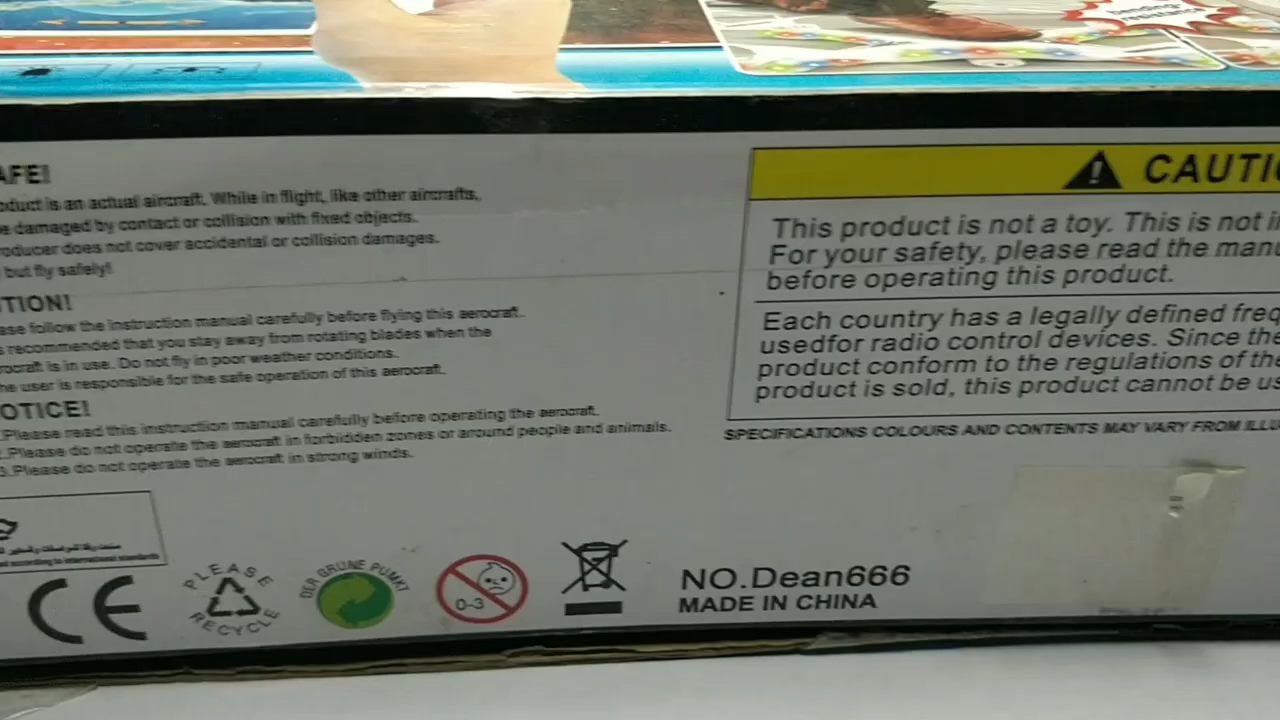 AFE!
oduct is an actual aircraft. While in flight, like other aircrafts,
e damaged by contact or collision with fixed objects.
roducer does not cover accidental or collision damages.
but fly safely!
TION!
ase follow the instruction manual carefully before flying this aerocraft.
s recommended that you stay away from rotating blades when the
rocraft is in use. Do not fly in poor weather conditions.
he user is responsible for the safe operation of this aerocraft.
OTICE!
.Please read this instruction manual carefully before operating the aerocraft.
.Please do not operate the aerocraft in forbidden zones or around people and animals.
3.Please do not operate the aerocraft in strong winds.
according to international standards
CE
PLEASE
RECYCLE
DER GRUNE PUNKT
0-3
NO.Dean666
MADE IN CHINA
CAUTIO
This product is not a toy. This is not i
For your safety, please read the manu
before operating this product.
Each country has a legally defined freq
usedfor radio control devices. Since the
product conform to the regulations of the
product is sold, this product cannot be us
SPECIFICATIONS COLOURS AND CONTENTS MAY VARY FROM ILLU